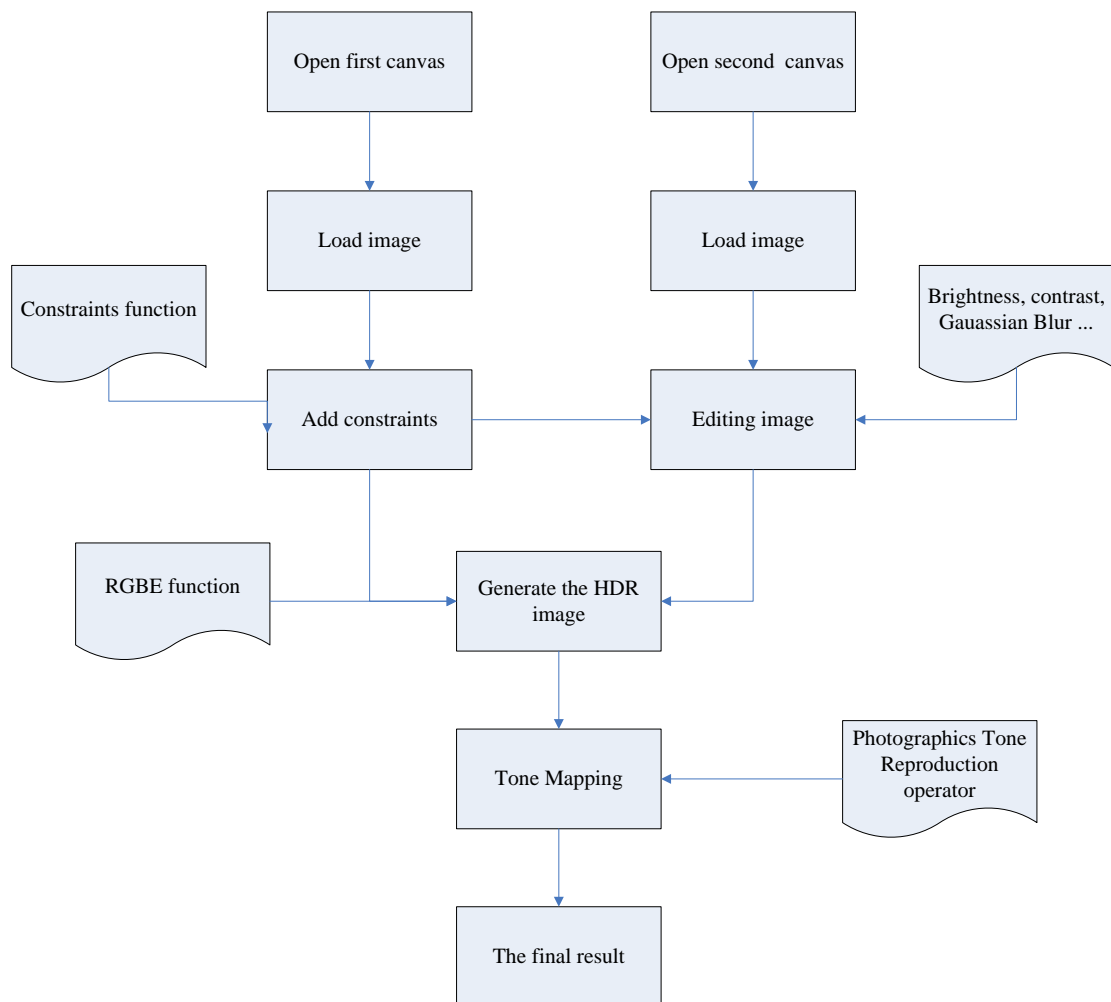 Open first canvas
Open second  canvas
Load image
Load image
Constraints function
Brightness, contrast,
Gauassian Blur ...
Add constraints
Editing image
RGBE function
Generate the HDR
image
Photographics Tone
Reproduction
operator
Tone Mapping
The final result